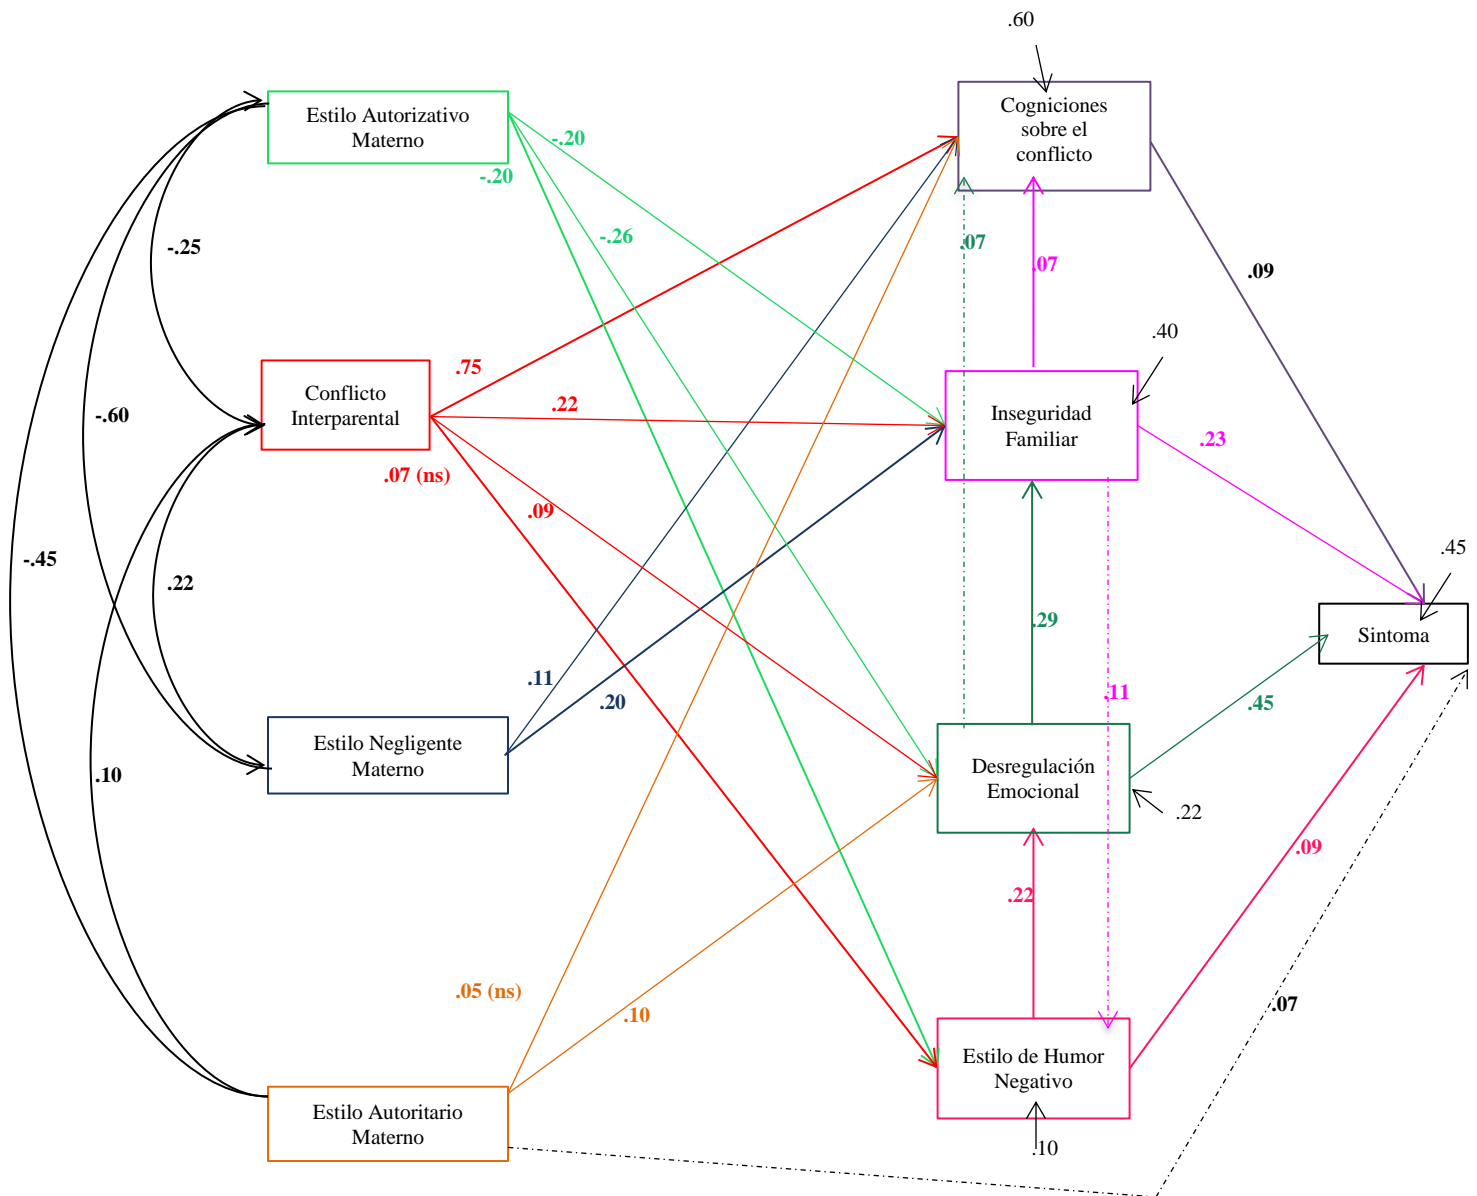 .60
Estilo Autorizativo
Materno
Cogniciones
sobre el
conflicto
-.20
-.20
-.25
-.26
.07
.07
.09
.40
.75
Conflicto
Interparental
.22
-.60
Inseguridad
Familiar
.23
.07 (ns)
.09
-.45
.22
.45
.29
Sintoma
.11
.20
.11
.45
Estilo Negligente
Materno
.10
Desregulación
Emocional
.22
.09
.22
.05 (ns)
.10
.07
Estilo de Humor
Negativo
Estilo Autoritario
Materno
.10